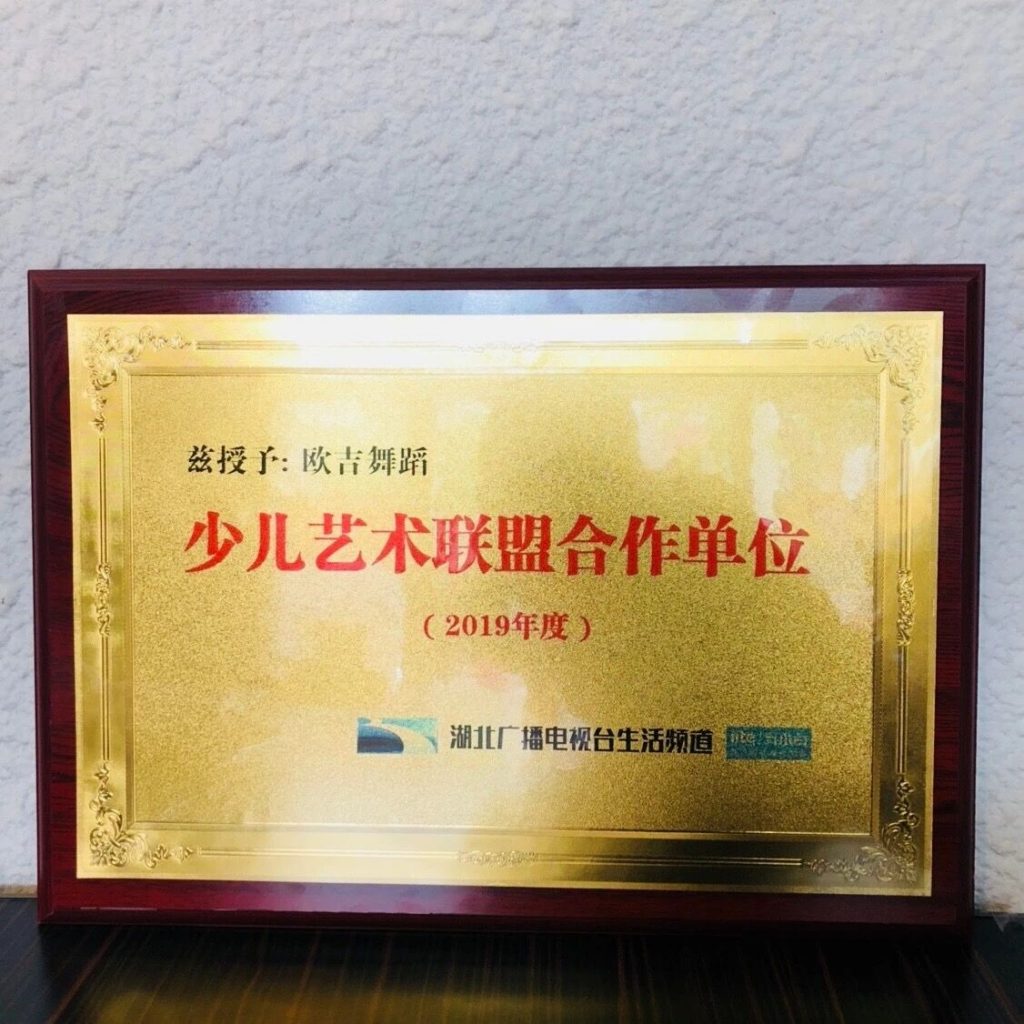 兹授予: 欧吉舞蹈
少儿艺术联盟合作单位
(2019年度)
湖北广播电视台生活频道